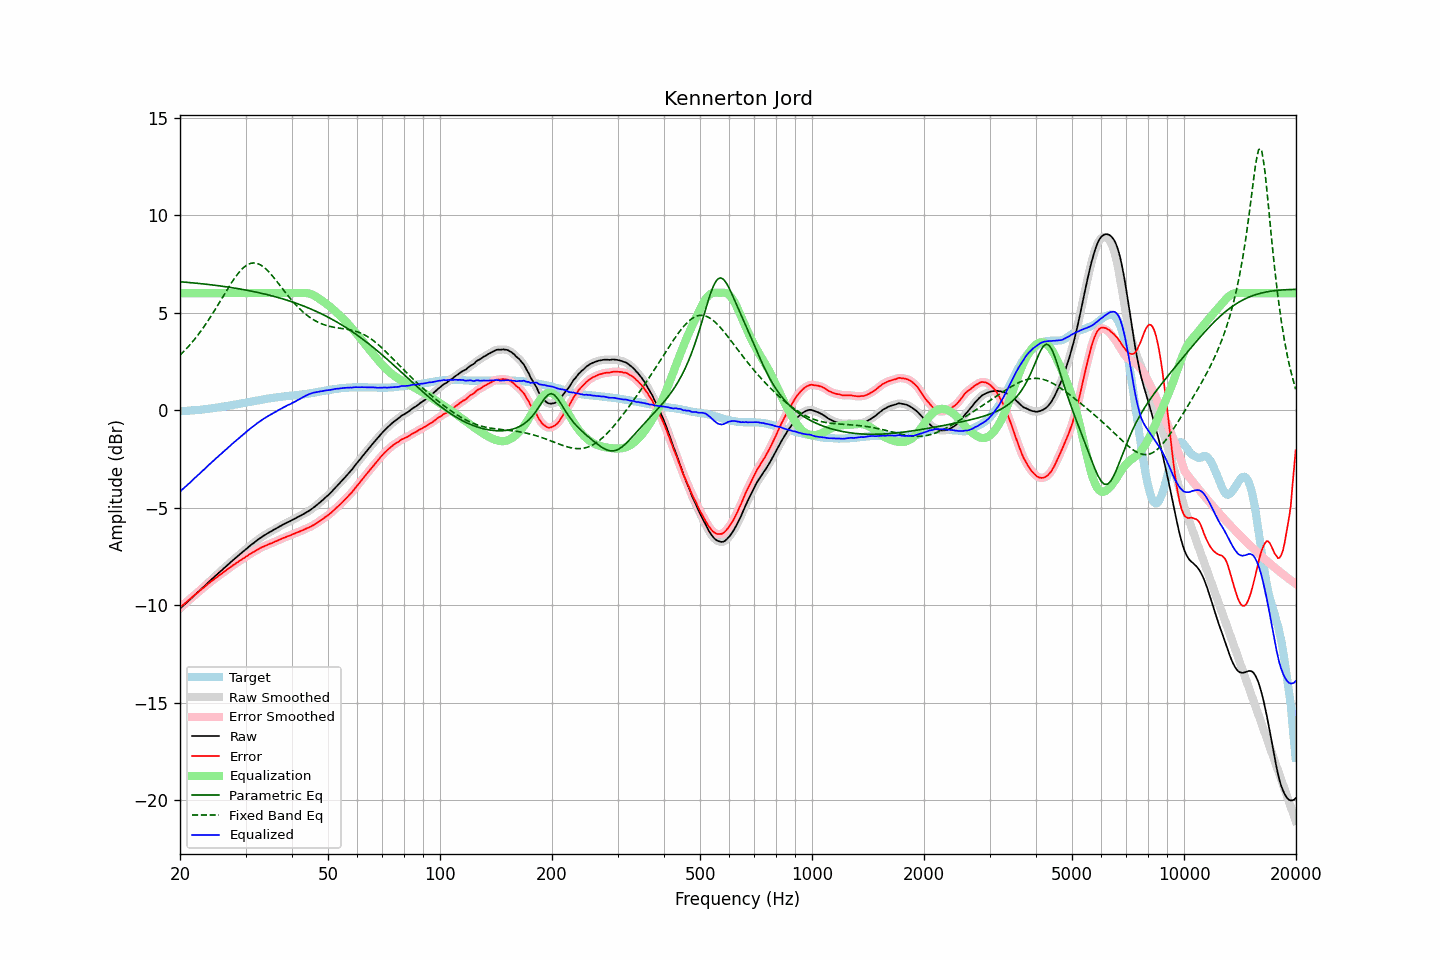 Kennerton Jord
Amplitude (dBr)
15
10
5
0
−5
−10
−15
−20
Target
Raw Smoothed
Error Smoothed
Raw
Error
Equalization
Parametric Eq
Fixed Band Eq
Equalized
20 50 100 200 500 1000 2000 5000 10000 20000
Frequency (Hz)